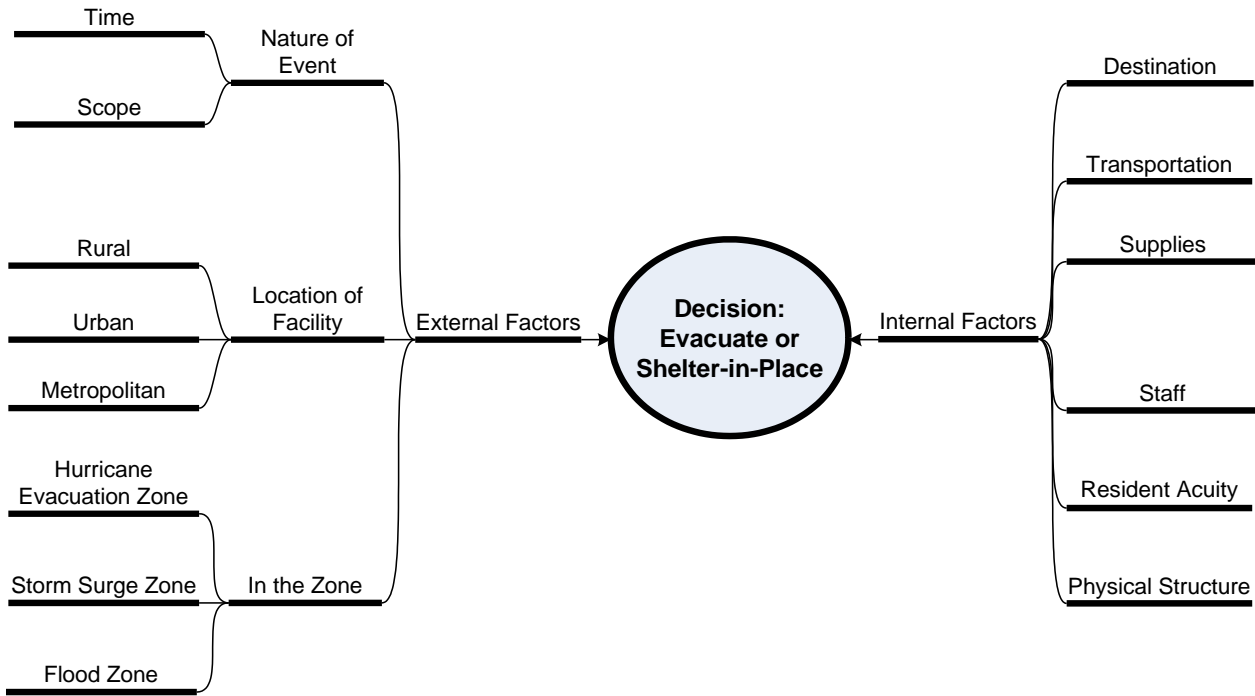 Time
Scope
Nature of
Event
Rural
Urban
Metropolitan
Location of
Facility
Hurricane
Evacuation Zone
Storm Surge Zone
Flood Zone
In the Zone
External Factors
Decision:
Evacuate or
Shelter-in-Place
Internal Factors
Destination
Transportation
Supplies
Staff
Resident Acuity
Physical Structure